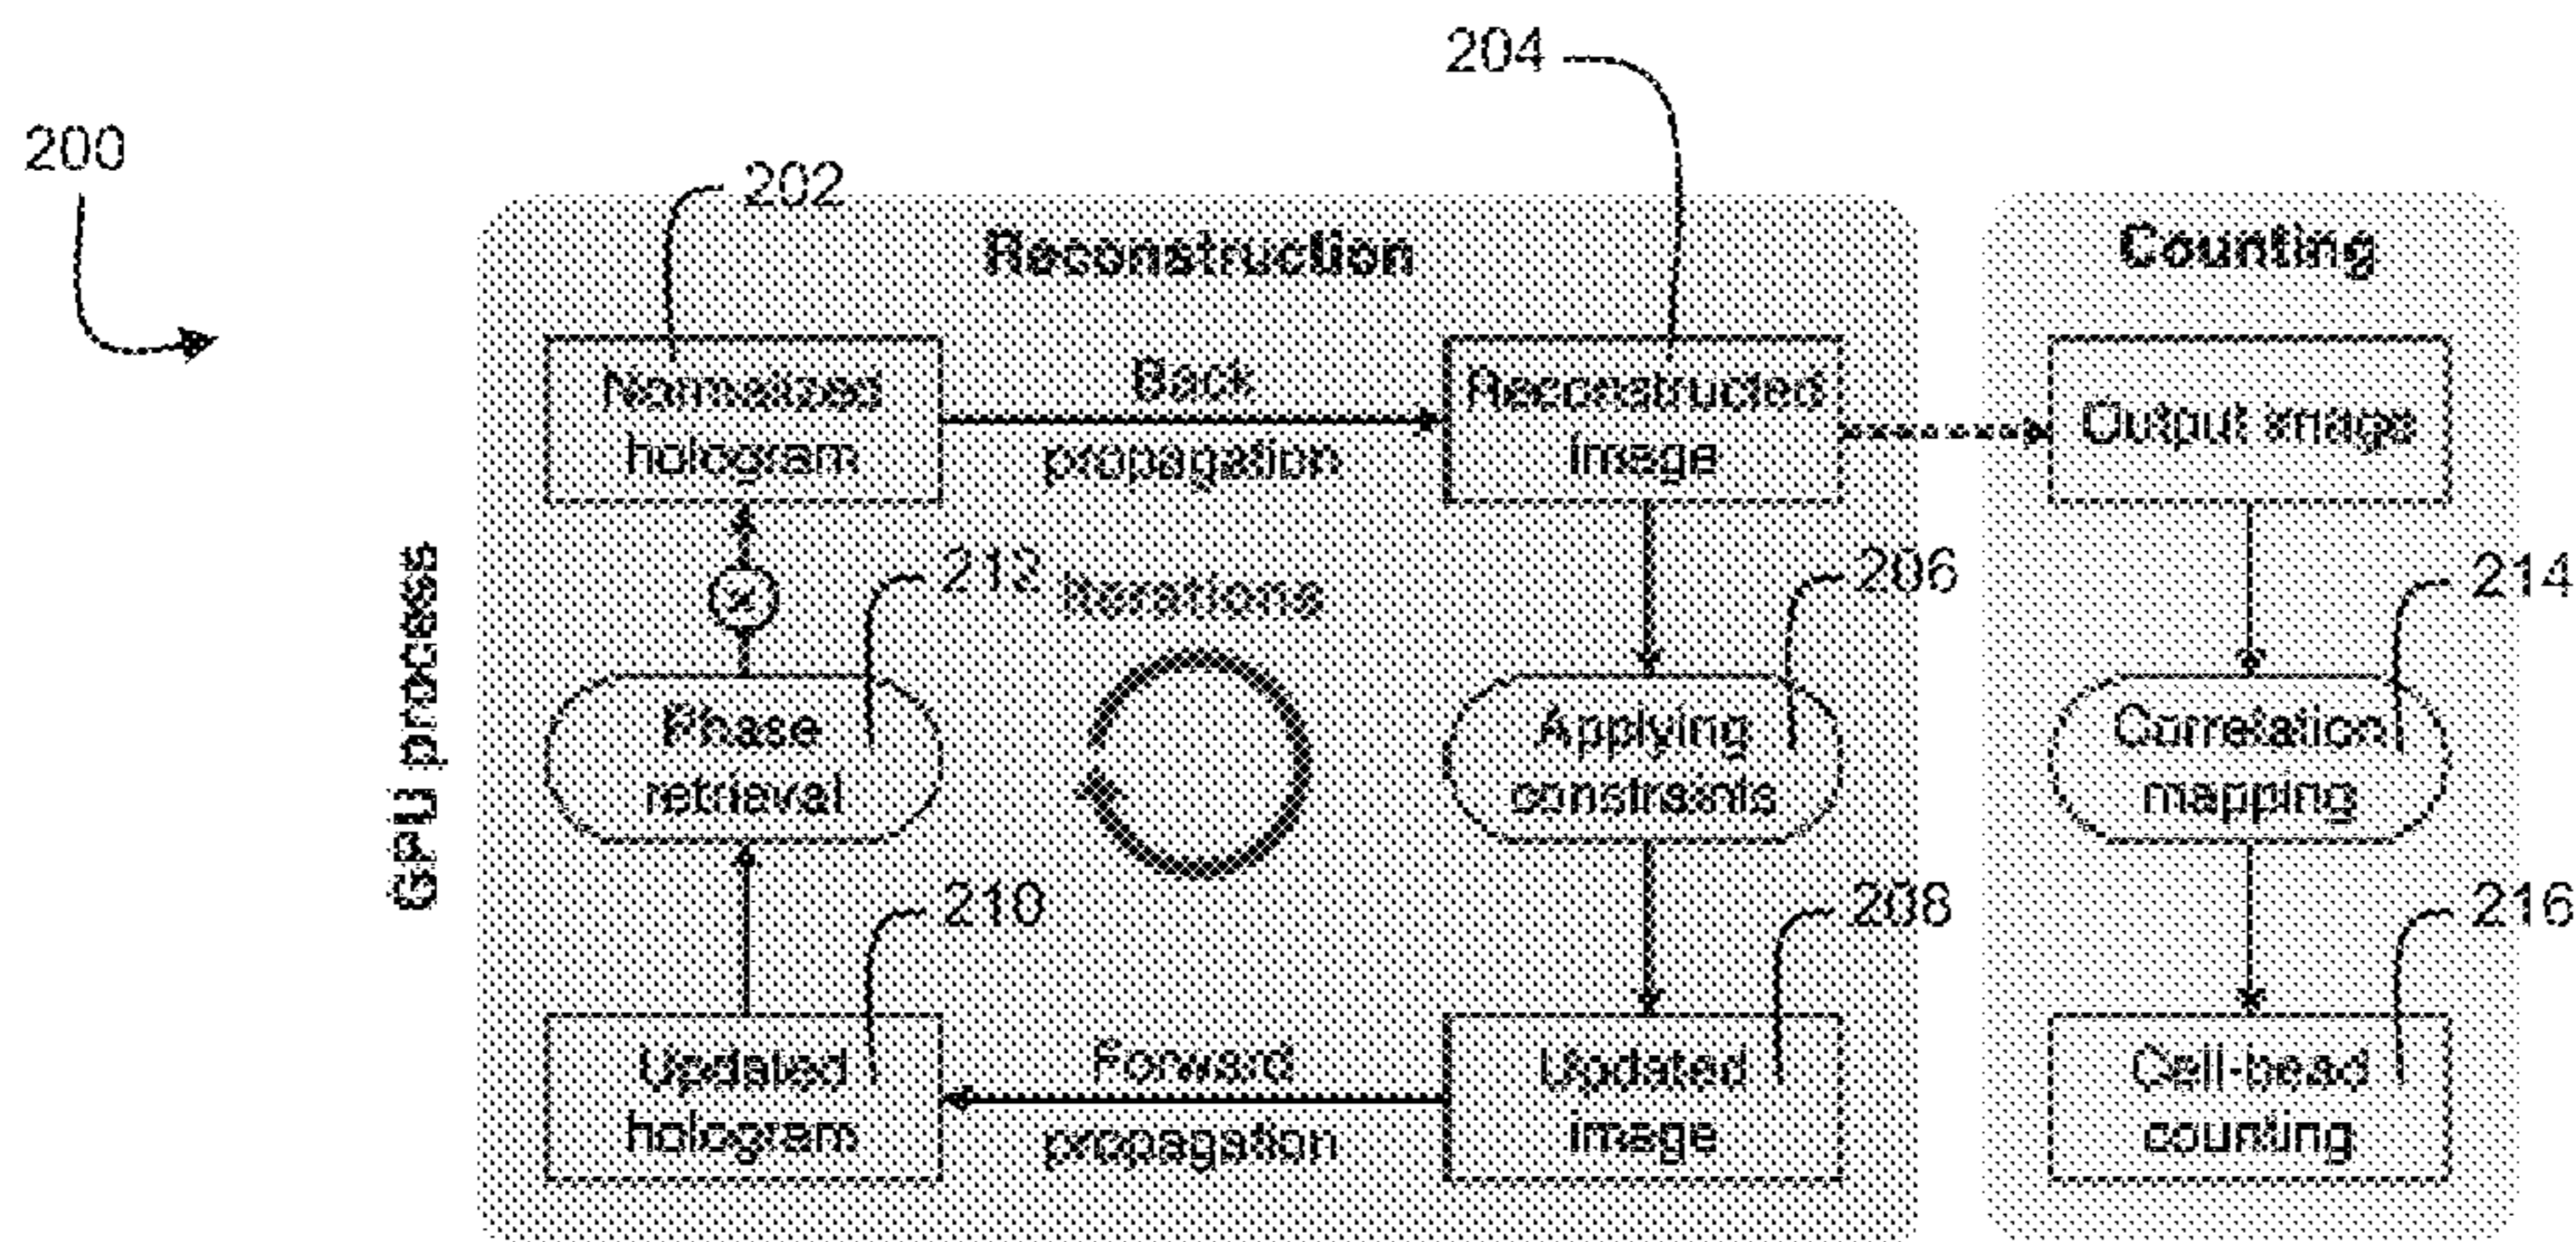 204
200
202
Reconstruction
Counting
Normalized
hologram
Back
propagation
Reconstructed
image
Output image
GPU process
212
Iterations
206
214
Phase
retrieval
Applying
constraints
Correlation
mapping
210
208
216
Updated
hologram
Forward
propagation
Updated
image
Cell-bead
counting